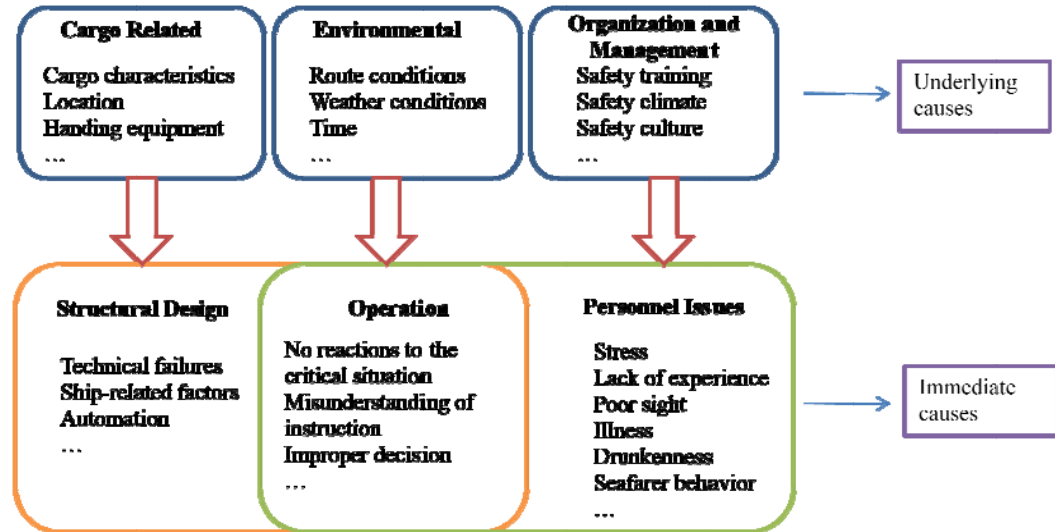 Cargo Related
Cargo characteristics
Location
Handing equipment
...
Environmental
Route conditions
Weather conditions
Time
...
Organization and
Management
Safety training
Safety climate
Safety culture
...
Underlying
causes
Structural Design
Technical failures
Ship-related factors
Automation
...
Operation
No reactions to the
critical situation
Misunderstanding of
instruction
Improper decision
...
Personnel Issues
Stress
Lack of experience
Poor sight
Illness
Drunkenness
Seafarer behavior
...
Immediate
causes